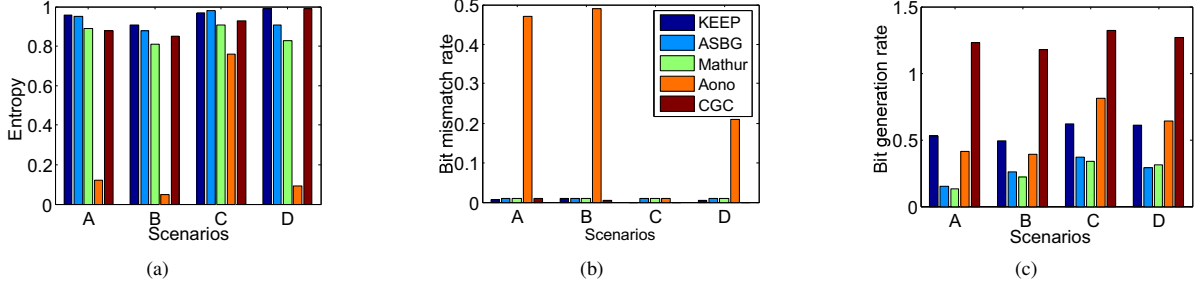 1
0.8
0.6
0.4
0.2
0
Entropy
A B C D
Scenarios
(a)
0.5
0.4
0.3
0.2
0.1
0
Bit mismatch rate
KEEP
ASBG
Mathur
Aono
CGC
A B C D
Scenarios
(b)
1.5
1
0.5
0
Bit generation rate
A B C D
Scenarios
(c)